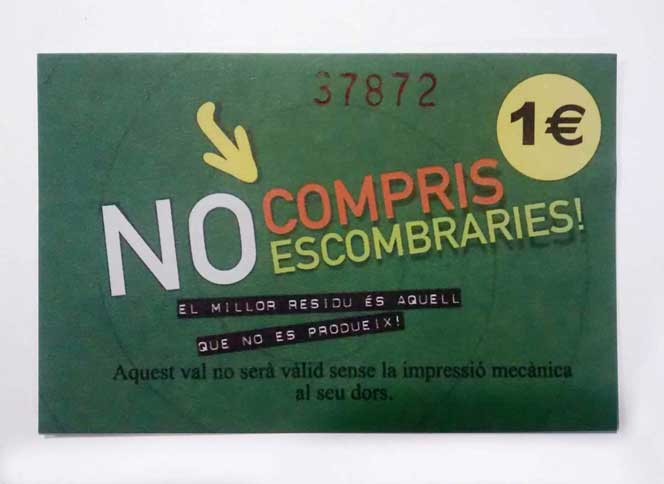 37872
1€
NO COMPRIS
ESCOMBRARIES!
EL MILLOR RESIDU ÉS AQUELL
QUE NO ES PRODUEIX!
Aquest val no serà vàlid sense la impressió mecànica
al seu dors.